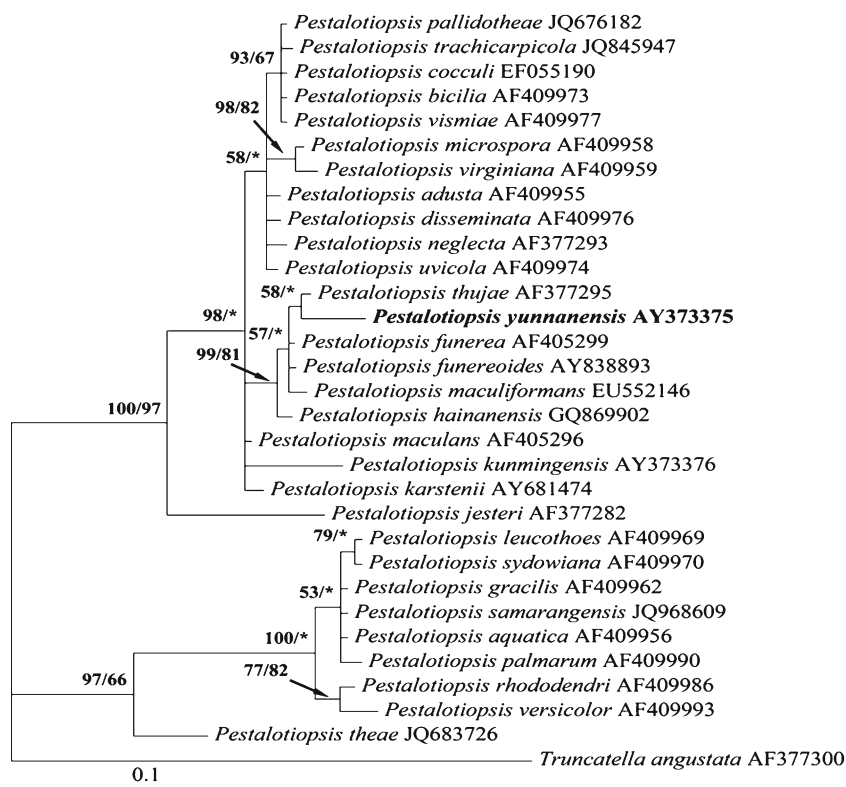 Pestalotiopsis pallidotheae JQ676182
Pestalotiopsis trachicarpicola JQ845947
93/67
Pestalotiopsis cocculi EF055190
Pestalotiopsis bicilia AF409973
98/82
Pestalotiopsis vismiae AF409977
Pestalotiopsis microspora AF409958
58/*
Pestalotiopsis virginiana AF409959
Pestalotiopsis adusta AF409955
Pestalotiopsis disseminata AF409976
Pestalotiopsis neglecta AF377293
Pestalotiopsis uvicola AF409974
58/*
Pestalotiopsis thujae AF377295
98/*
Pestalotiopsis yunnanensis AY373375
57/*
Pestalotiopsis funerea AF405299
99/81
Pestalotiopsis funereoides AY838893
Pestalotiopsis maculiformans EU552146
100/97
Pestalotiopsis hainanensis GQ869902
Pestalotiopsis maculans AF405296
Pestalotiopsis kunmingensis AY373376
Pestalotiopsis karstenii AY681474
Pestalotiopsis jesteri AF377282
79/*
Pestalotiopsis leucothoes AF409969
Pestalotiopsis sydowiana AF409970
53/*
Pestalotiopsis gracilis AF409962
Pestalotiopsis samarangensis JQ968609
100/*
Pestalotiopsis aquatica AF409956
77/82
Pestalotiopsis palmarum AF409990
97/66
Pestalotiopsis rhododendri AF409986
Pestalotiopsis versicolor AF409993
Pestalotiopsis theae JQ683726
Truncatella angustata AF377300
0.1